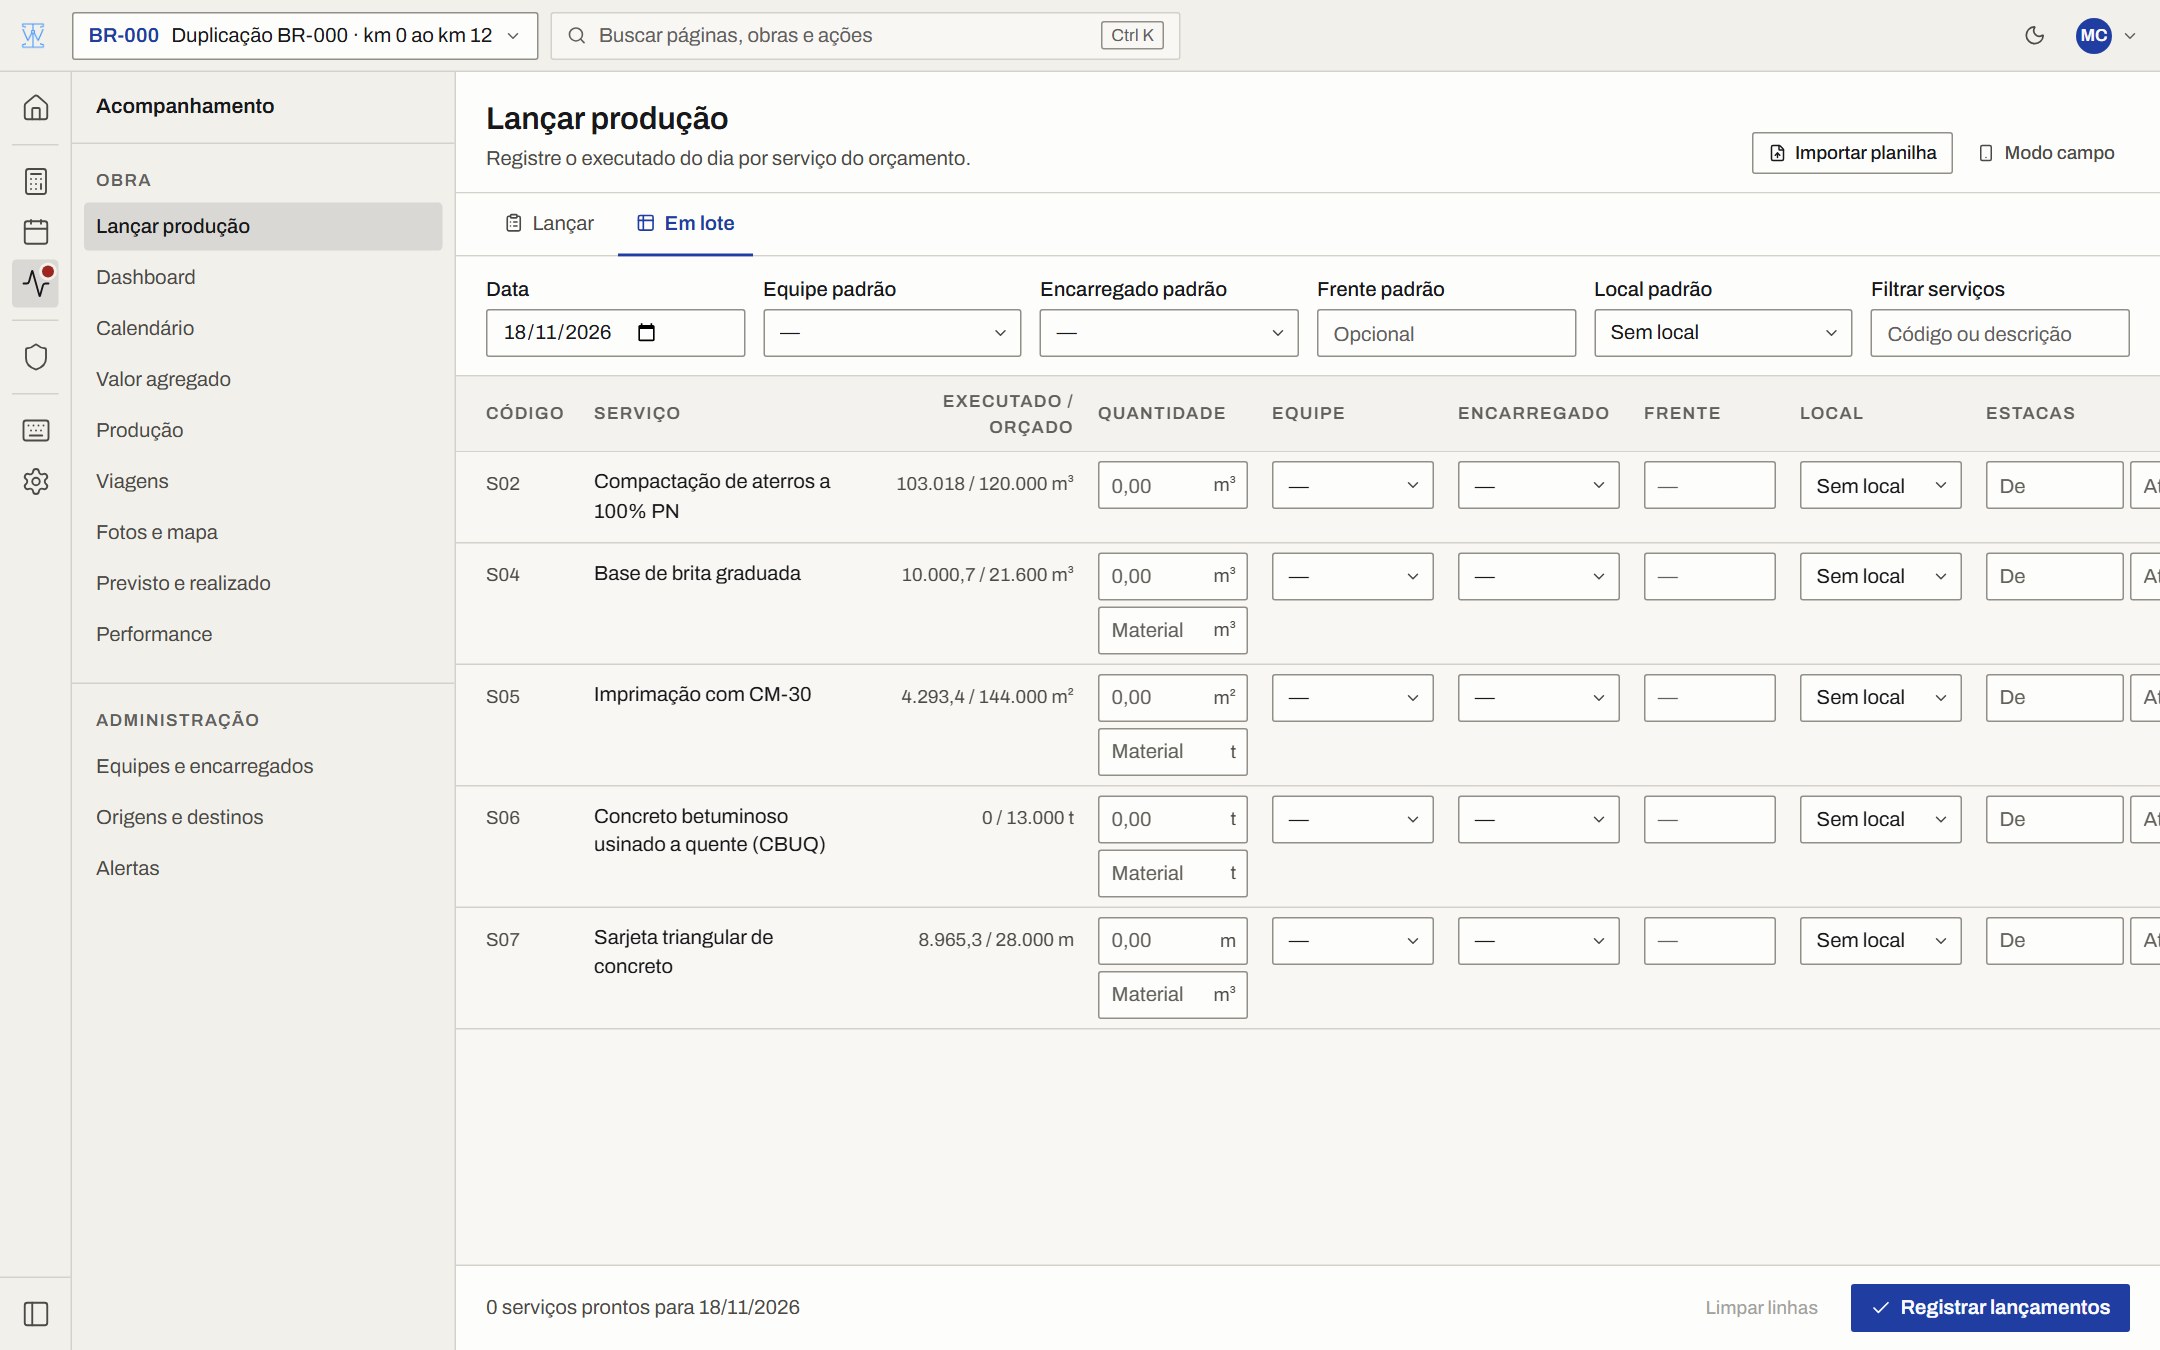 BR-000 Duplicação BR-000 · km 0 ao km 12
Buscar páginas, obras e ações
Ctrl K
MC
Acompanhamento
OBRA
Lançar produção
Dashboard
Calendário
Valor agregado
Produção
Viagens
Fotos e mapa
Previsto e realizado
Performance
ADMINISTRAÇÃO
Equipes e encarregados
Origens e destinos
Alertas
Lançar produção
Registre o executado do dia por serviço do orçamento.
Importar planilha
Modo campo
Lançar
Em lote
Data
Equipe padrão
Encarregado padrão
Frente padrão
Local padrão
Filtrar serviços
18/11/2026
—
—
Opcional
Sem local
Código ou descrição
CÓDIGO
SERVIÇO
EXECUTADO /
ORÇADO
QUANTIDADE
EQUIPE
ENCARREGADO
FRENTE
LOCAL
ESTACAS
S02
Compactação de aterros a
100% PN
103.018 / 120.000 m³
0,00 m³
—
—
—
Sem local
De
At
S04
Base de brita graduada
10.000,7 / 21.600 m³
0,00 m³
—
—
—
Sem local
De
At
Material m³
S05
Imprimação com CM-30
4.293,4 / 144.000 m²
0,00 m²
—
—
—
Sem local
De
At
Material t
S06
Concreto betuminoso
usinado a quente (CBUQ)
0 / 13.000 t
0,00 t
—
—
—
Sem local
De
At
Material t
S07
Sarjeta triangular de
concreto
8.965,3 / 28.000 m
0,00 m
—
—
—
Sem local
De
At
Material m³
0 serviços prontos para 18/11/2026
Limpar linhas
Registrar lançamentos